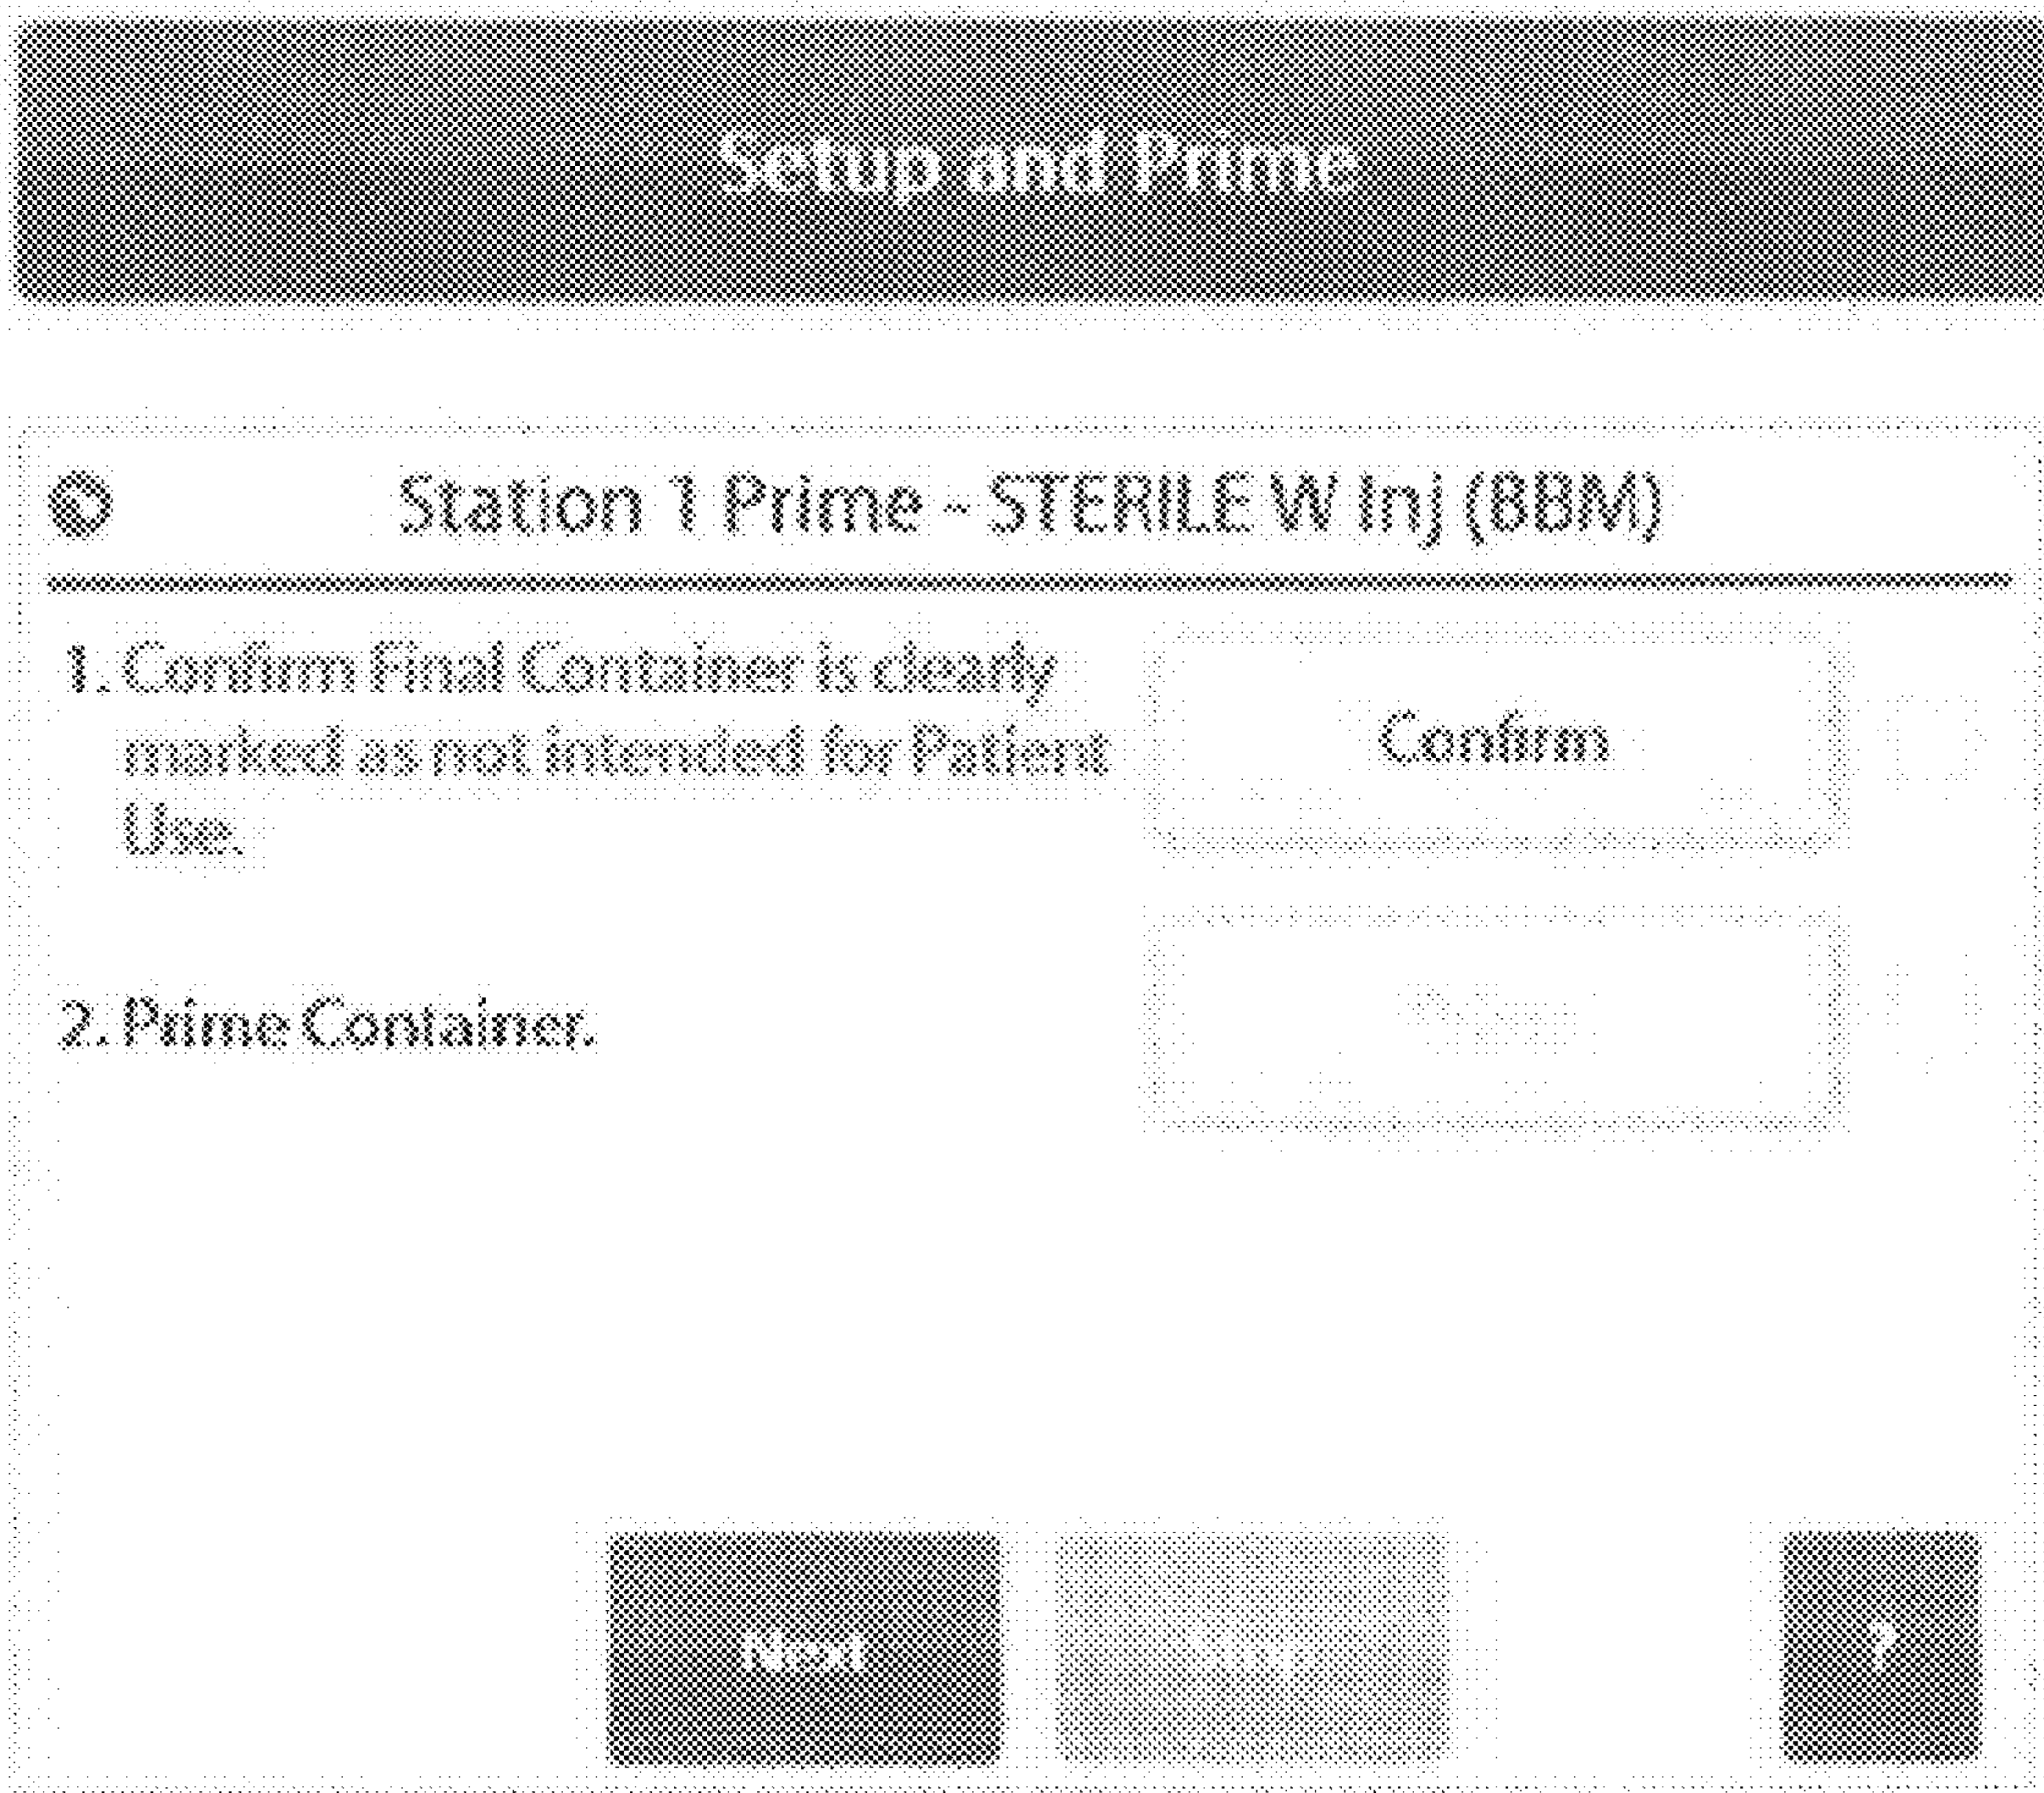 Setup and Prime
Station 1 Prime - STERILE W Inj (BBM)
1. Confirm Final Container is clearly
marked as not intended for Patient
Use.
Confirm
2. Prime Container.
Next
?